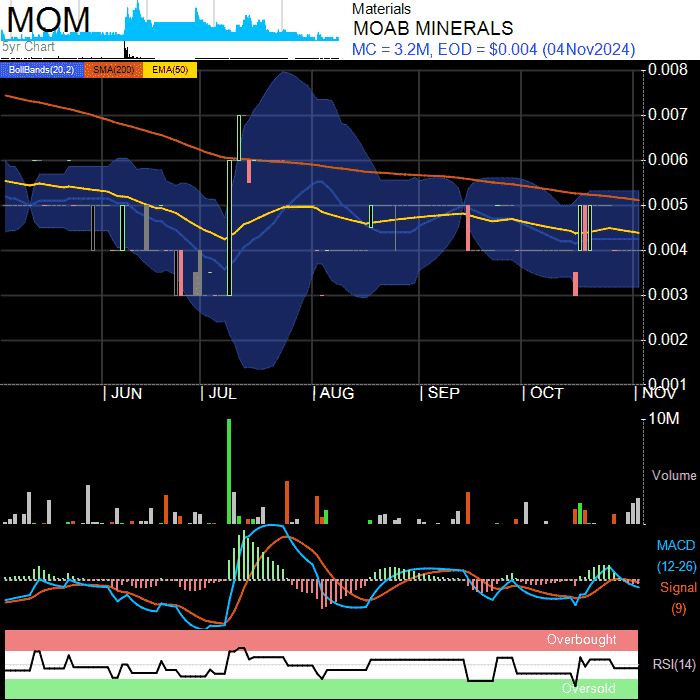 MOM
5yr Chart
Materials
MOAB MINERALS
MC = 3.2M, EOD = $0.004 (04Nov2024)
BollBands(20,2) SMA(200) EMA(50)
0.008
0.007
0.006
0.005
0.004
0.003
0.002
0.001
JUN JUL AUG SEP OCT NOV
10M
Volume
MACD
(12-26)
Signal
(9)
Overbought
RSI(14)
Oversold